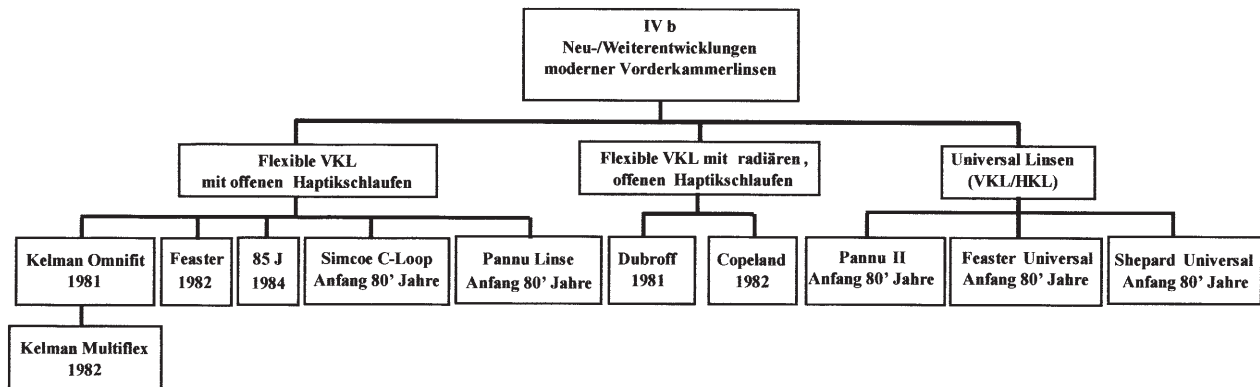 IV b
Neu-/Weiterentwicklungen
moderner Vorderkammerlinsen
Flexible VKL
mit offenen Haptikschlaufen
Flexible VKL mit radiären ,
offenen Haptikschlaufen
Universal Linsen
(VKL/HKL)
Kelman Omnifit
1981
Feaster
1982
85 J
1984
Simcoe C-Loop
Anfang 80’ Jahre
Pannu Linse
Anfang 80’ Jahre
Dubroff
1981
Copeland
1982
Pannu II
Anfang 80’ Jahre
Feaster Universal
Anfang 80’ Jahre
Shepard Universal
Anfang 80’ Jahre
Kelman Multiflex
1982